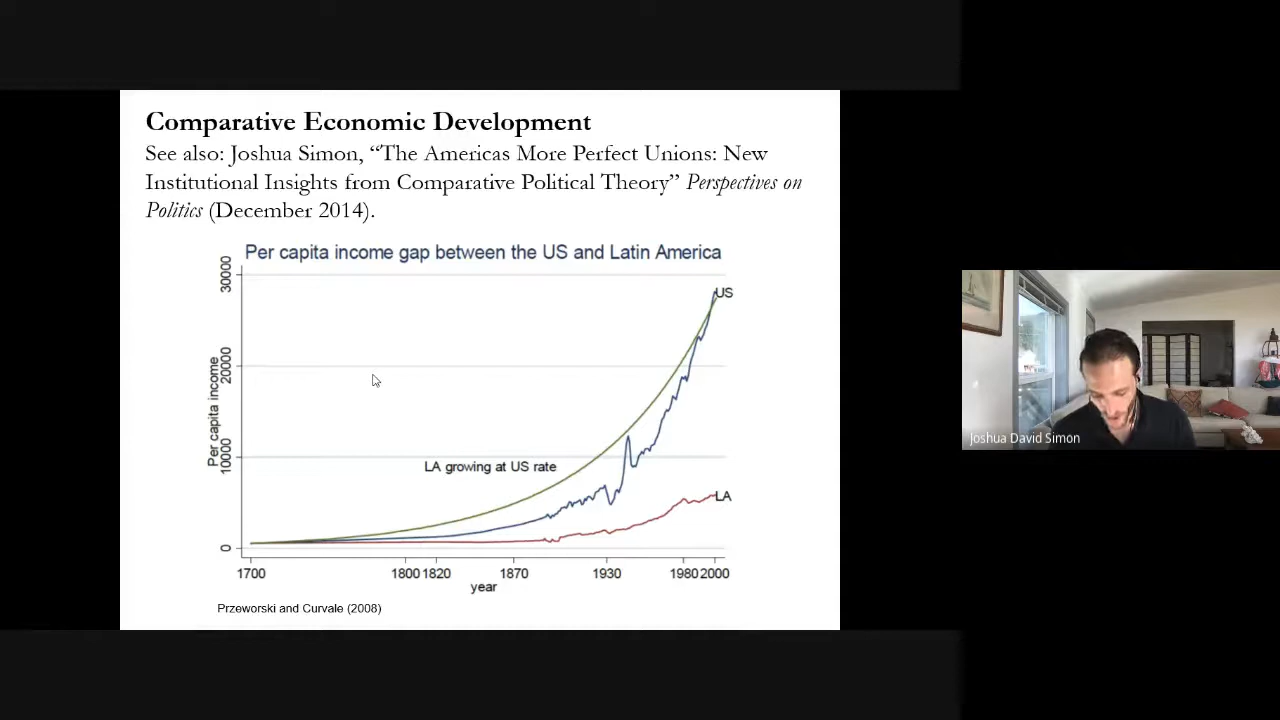 Comparative Economic Development
See also: Joshua Simon, “The Americas More Perfect Unions: New
Institutional Insights from Comparative Political Theory” Perspectives on
Politics (December 2014).
Per capita income gap between the US and Latin America
30000
20000
10000
0
Per capita income
US
LA growing at US rate
LA
1700
1800 1820
1870
1930
1980 2000
year
Przeworski and Curvale (2008)
Joshua David Simon